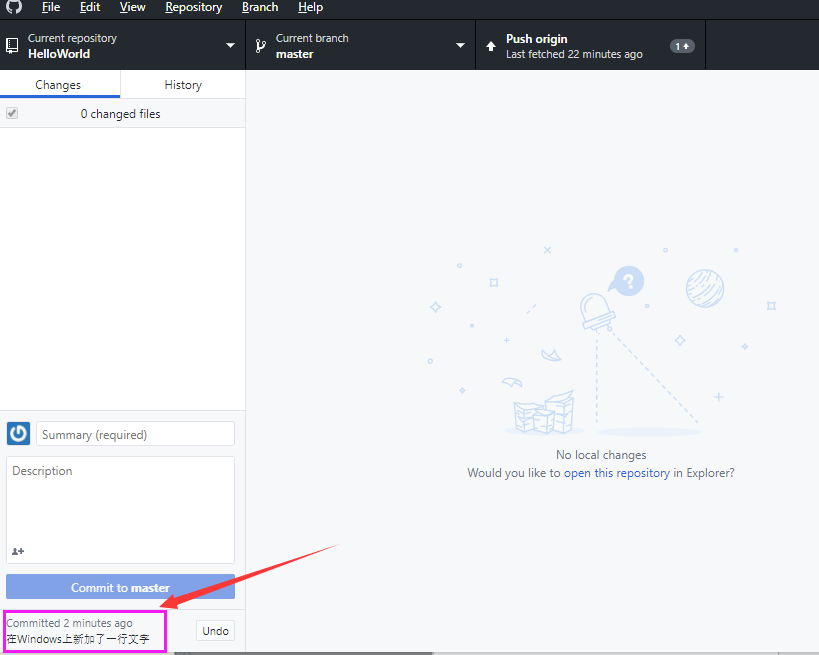 File Edit View Repository Branch Help
Current repository
HelloWorld
Current branch
master
Push origin
Last fetched 22 minutes ago
1
Changes
History
0 changed files
?
No local changes
Would you like to open this repository in Explorer?
Summary (required)
Description
Commit to master
Committed 2 minutes ago
在Windows上新加了一行文字
Undo